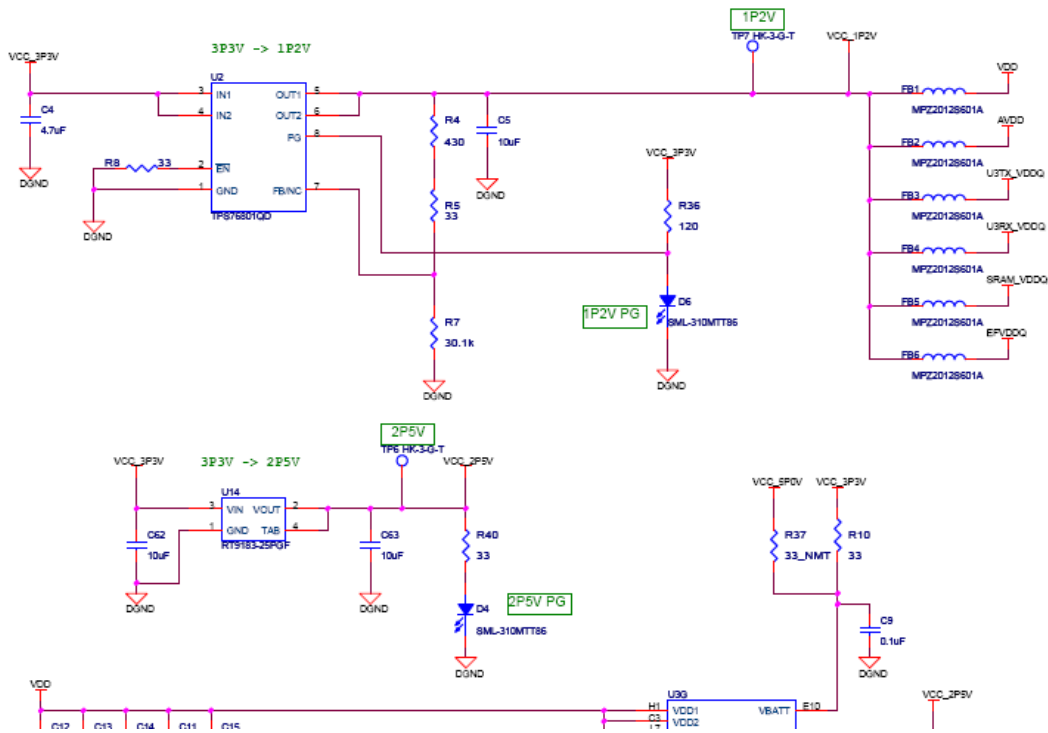 1P2V
TP7 HK-3-G-T
VCC_1P2V
3P3V -> 1P2V
VCC_3P3V
VDD
U2
C4
4.7uF
3 IN1 OUT1 5
4 IN2 OUT2 6
PG 8
R8 33 2 EN
1 GND FB/NC 7
TPS76801QD
DGND
DGND
R4
430
C5
10uF
DGND
R5
33
R7
30.1k
DGND
VCC_3P3V
R36
120
1P2V PG
D6
SML-310MTT86
DGND
FB1
MPZ2012S601A
AVDD
FB2
MPZ2012S601A
U3TX_VDDQ
FB3
MPZ2012S601A
U3RX_VDDQ
FB4
MPZ2012S601A
SRAM_VDDQ
FB5
MPZ2012S601A
EFVDDQ
FB6
MPZ2012S601A
2P5V
TP6 HK-3-G-T
VCC_3P3V
3P3V -> 2P5V
VCC_2P5V
U14
3 VIN VOUT 2
1 GND TAB 4
RT9183-25PGF
C62
10uF
DGND
C63
10uF
DGND
R40
33
2P5V PG
D4
SML-310MTT86
DGND
VCC_5P0V
VCC_3P3V
R37
33_NMT
R10
33
C9
0.1uF
DGND
VDD
U3G
VCC_2P5V
H1 VDD1 VBATT E10
C3 VDD2
L7
C12
C13
C14
C11
C15